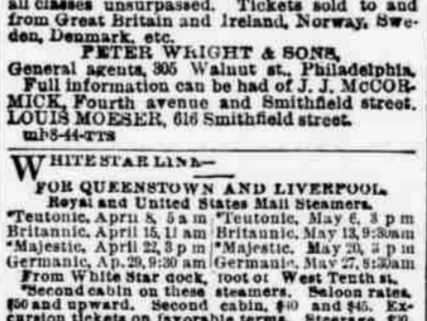 all classes unsurpassed. Tickets sold to and
from Great Britain and Ireland, Norway, Swe-
den, Denmark, etc.
PETER WRIGHT & SONS,
General agents, 305 Walnut st., Philadelphia.
Full information can be had of J. J. McCOR-
MICK, Fourth avenue and Smithfield street.
LOUIS MOESER, 616 Smithfield street.
mh8-44-TTS
WHITE STAR LINE—
FOR QUEENSTOWN AND LIVERPOOL.
Royal and United States Mail Steamers.
*Teutonic, April 8, 5 a m *Teutonic, May 6, 3 p m
Britannic, April 15, 11 am Britannic, May 13, 9:30am
*Majestic, April 22, 3 p m *Majestic, May 20, 3 p m
Germanic, Ap. 29, 9:30 am Germanic, May 27, 8:30am
From White Star dock, foot of West Tenth st.
*Second cabin on these steamers. Saloon rates,
$50 and upward. Second cabin, $40 and $45. Ex-
cursion tickets on favorable terms. Steerage, $20.